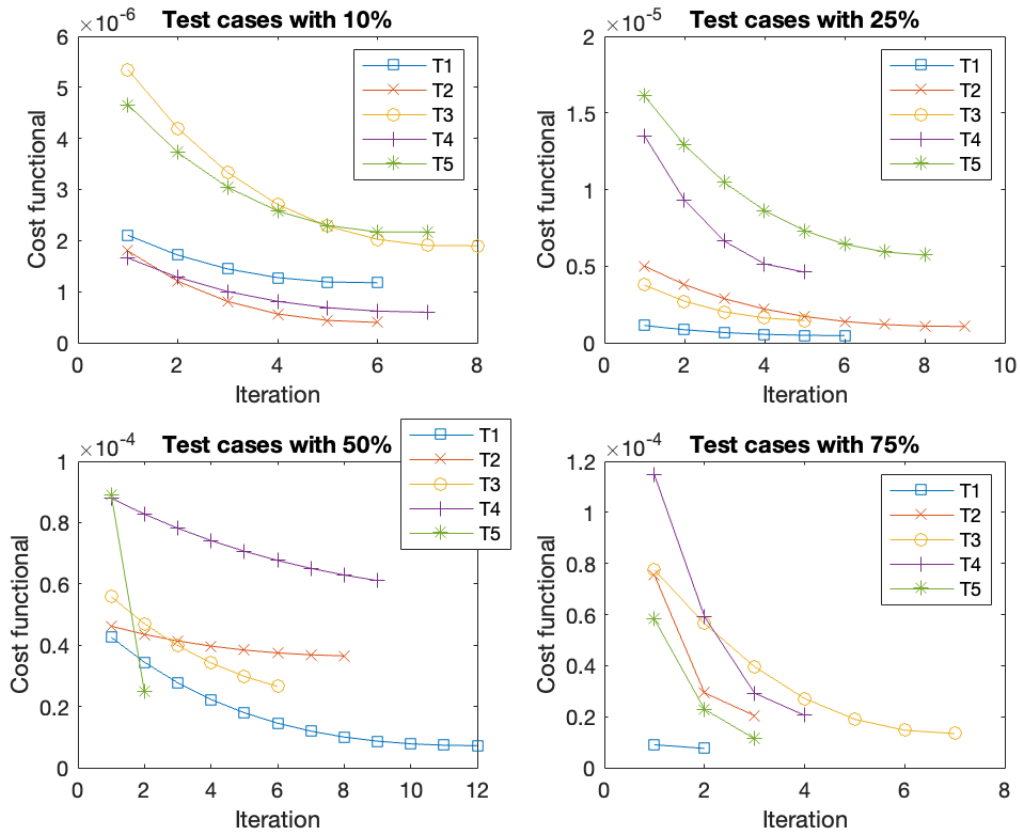 Test cases with 10%
×10^-6
6
5
4
3
2
1
0
Cost functional
0 2 4 6 8
Iteration
T1
T2
T3
T4
T5
Test cases with 25%
×10^-5
2
1.5
1
0.5
0
Cost functional
0 2 4 6 8 10
Iteration
T1
T2
T3
T4
T5
Test cases with 50%
×10^-4
1
0.8
0.6
0.4
0.2
0
Cost functional
0 2 4 6 8 10 12
Iteration
T1
T2
T3
T4
T5
Test cases with 75%
×10^-4
1.2
1
0.8
0.6
0.4
0.2
0
Cost functional
0 2 4 6 8
Iteration
T1
T2
T3
T4
T5